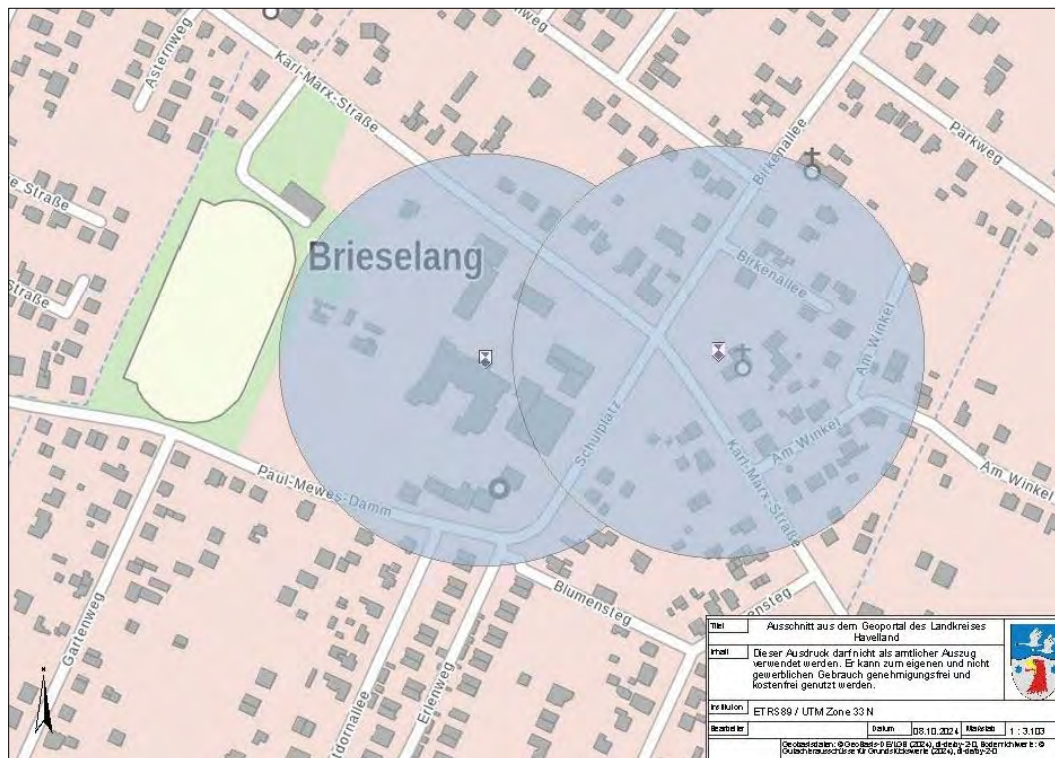 Asternweg
Karl-Marx-Straße
Birkenallee
Parkweg
e Straße
Brieselang
Birkenallee
straße
Am Winkel
Schulplatz
Am Winkel
Karl-Marx-Straße
Am Winkel
Paul-Mewes-Damm
Blumensteg
ensteg
Gartenweg
Erlenweg
dornallee
Titel
Ausschnitt aus dem Geoportal des Landkreises
Havelland
Inhalt
Dieser Ausdruck darf nicht als amtlicher Auszug
verwendet werden. Er kann zum eigenen und nicht
gewerblichen Gebrauch genehmigungsfrei und
kostenfrei genutzt werden.
Institution
ETRS89 / UTM Zone 33N
Bearbeiter
Datum
08.10.2024
Maßstab
1 : 3.103